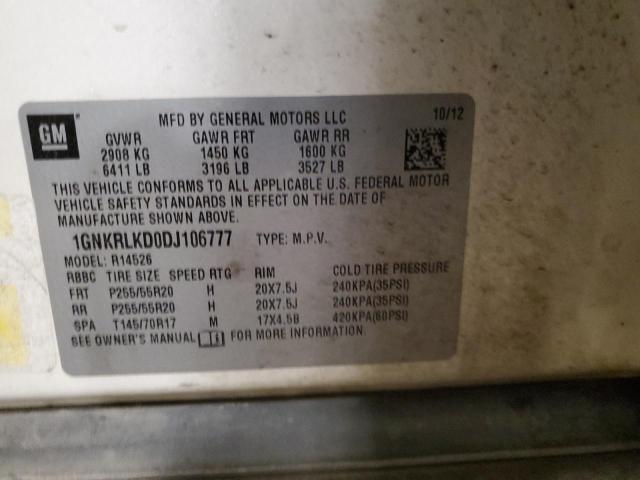 GM
MFD BY GENERAL MOTORS LLC 10/12
GVWR GAWR FRT GAWR RR
2908 KG 1450 KG 1600 KG
6411 LB 3196 LB 3527 LB
THIS VEHICLE CONFORMS TO ALL APPLICABLE U.S. FEDERAL MOTOR
VEHICLE SAFETY STANDARDS IN EFFECT ON THE DATE OF
MANUFACTURE SHOWN ABOVE.
1GNKRLKD0DJ106777 TYPE: M.P.V.
MODEL: R14526
RBBC TIRE SIZE SPEED RTG RIM COLD TIRE PRESSURE
FRT P255/55R20 H 20X7.5J 240KPA(35PSI)
RR P255/55R20 H 20X7.5J 240KPA(35PSI)
SPA T145/70R17 M 17X4.5B 420KPA(60PSI)
SEE OWNER'S MANUAL FOR MORE INFORMATION.